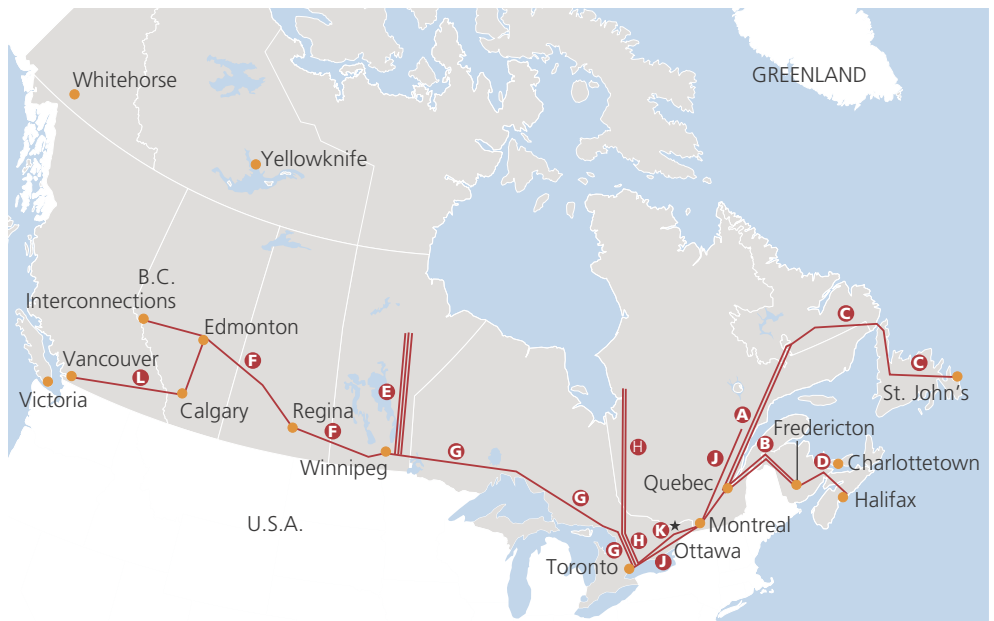 GREENLAND
Whitehorse
Yellowknife
B.C.
Interconnections
Edmonton
C
F
Vancouver
C
L
E
St. John's
Victoria
Calgary
Regina
A
F
Fredericton
H
B
G
Winnipeg
J
D
Charlottetown
Quebec
G
Halifax
U.S.A.
K
Montreal
H
G
Ottawa
J
Toronto